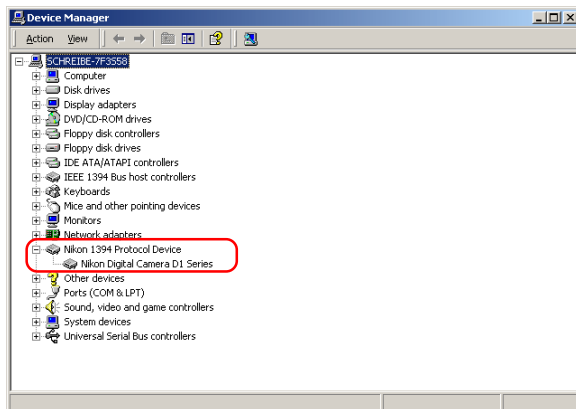 Device Manager
Action View
SCHREIBE-7F3S58
Computer
Disk drives
Display adapters
DVD/CD-ROM drives
Floppy disk controllers
Floppy disk drives
IDE ATA/ATAPI controllers
IEEE 1394 Bus host controllers
Keyboards
Mice and other pointing devices
Monitors
Network adapters
Nikon 1394 Protocol Device
Nikon Digital Camera D1 Series
Other devices
Ports (COM & LPT)
Sound, video and game controllers
System devices
Universal Serial Bus controllers